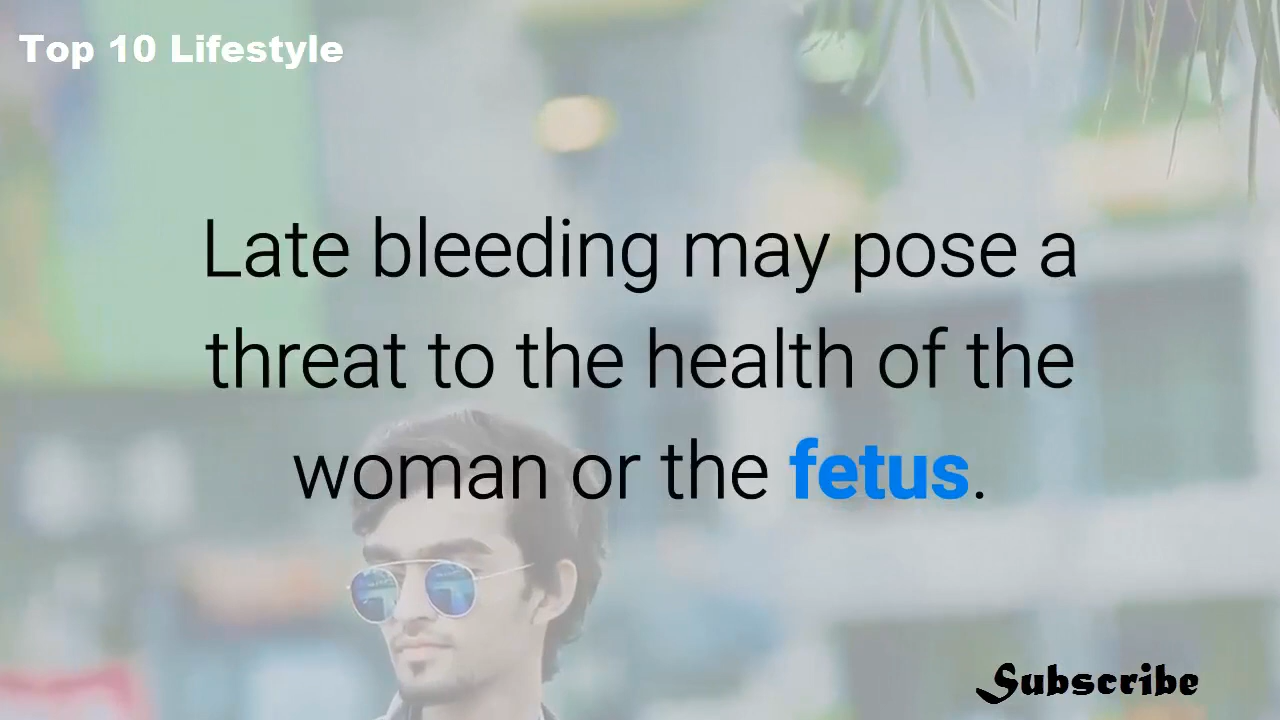 Top 10 Lifestyle
Late bleeding may pose a
threat to the health of the
woman or the fetus.
Subscribe